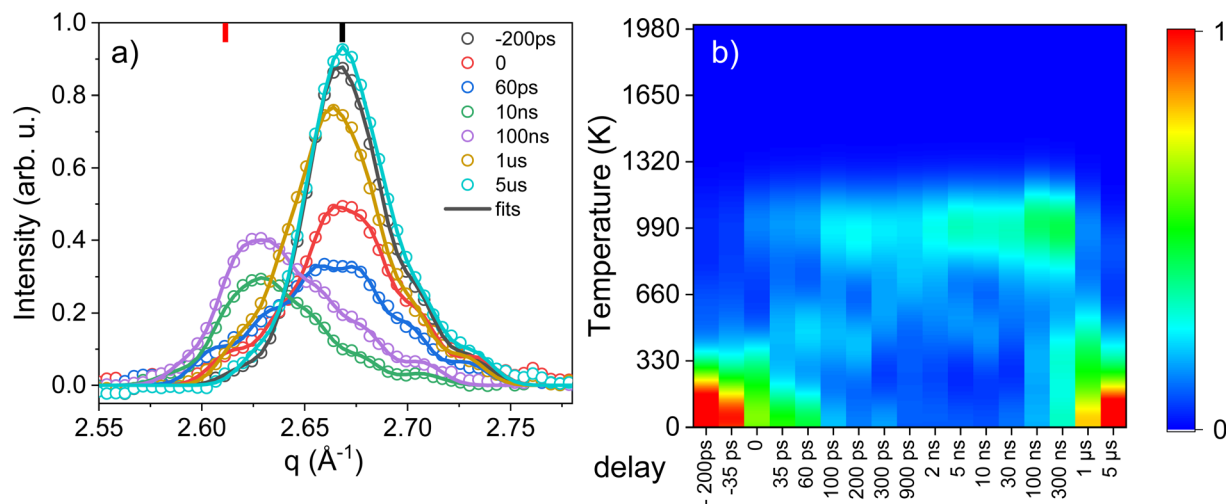 a)
Intensity (arb. u.)
1.0
0.8
0.6
0.4
0.2
0.0
-200ps
0
60ps
10ns
100ns
1us
5us
fits
2.55
2.60
2.65
2.70
2.75
q (Å⁻¹)
b)
Temperature (K)
1980
1650
1320
990
660
330
0
delay
- 200ps
-35 ps
0
35 ps
60 ps
100 ps
200 ps
300 ps
900 ps
2 ns
5 ns
10 ns
30 ns
100 ns
300 ns
1 µs
5 µs
1
0